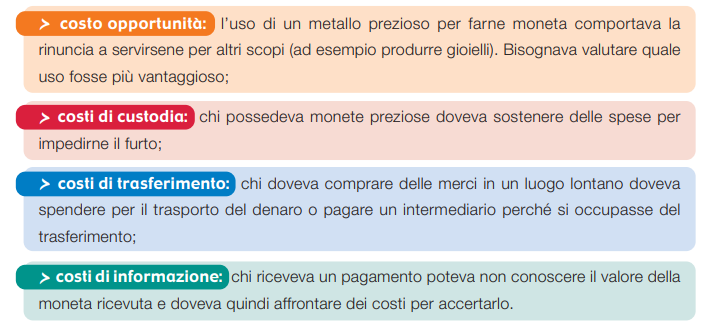 > costo opportunità: l'uso di un metallo prezioso per farne moneta comportava la
rinuncia a servirsene per altri scopi (ad esempio produrre gioielli). Bisognava valutare quale
uso fosse più vantaggioso;
> costi di custodia: chi possedeva monete preziose doveva sostenere delle spese per
impedirne il furto;
> costi di trasferimento: chi doveva comprare delle merci in un luogo lontano doveva
spendere per il trasporto del denaro o pagare un intermediario perché si occupasse del
trasferimento;
> costi di informazione: chi riceveva un pagamento poteva non conoscere il valore della
moneta ricevuta e doveva quindi affrontare dei costi per accertarlo.